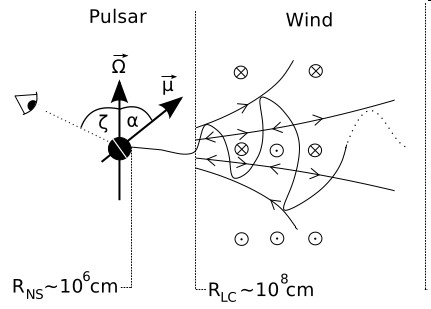 Pulsar
Wind
Ω⃗
μ⃗
ζ
α
R_NS~10^6cm
R_LC~10^8cm